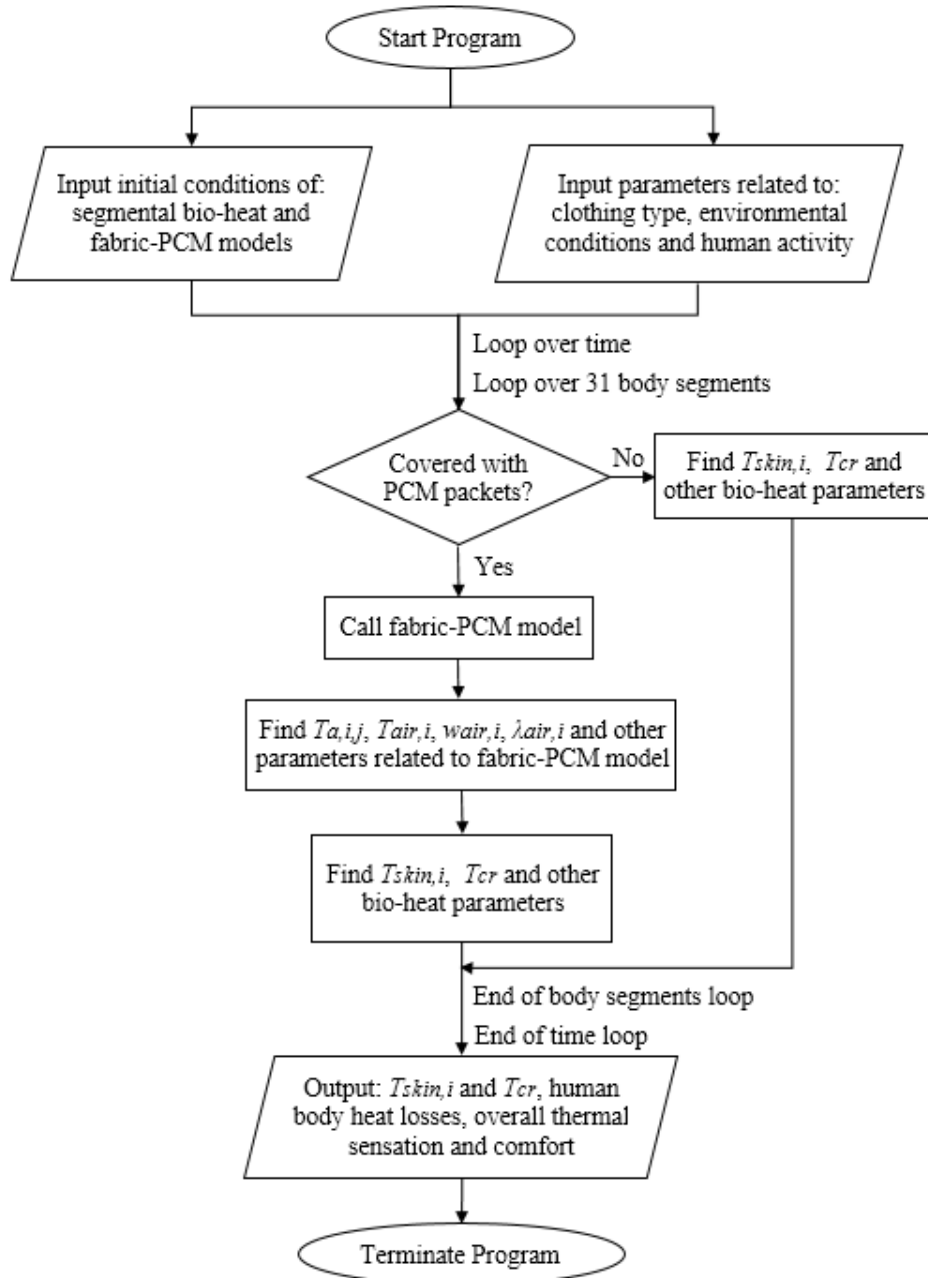 Start Program
Input initial conditions of:
segmental bio-heat and
fabric-PCM models
Input parameters related to:
clothing type, environmental
conditions and human activity
Loop over time
Loop over 31 body segments
Covered with
PCM packets?
No
Find Tskin,i, Tcr and
other bio-heat parameters
Yes
Call fabric-PCM model
Find Ta,i,j, Tair,i, wair,i, λair,i and other
parameters related to fabric-PCM model
Find Tskin,i, Tcr and other
bio-heat parameters
End of body segments loop
End of time loop
Output: Tskin,i and Tcr, human
body heat losses, overall thermal
sensation and comfort
Terminate Program